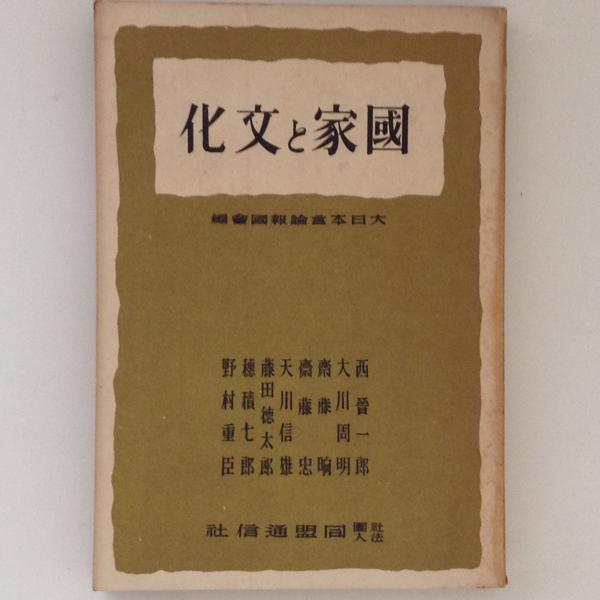 國家と文化
大日本言論報國會編
西晉一郎
大川周明
齋藤晌
齋藤忠
天川信雄
藤田徳太郎
穗積七郎
野村重臣
社團法人同盟通信社